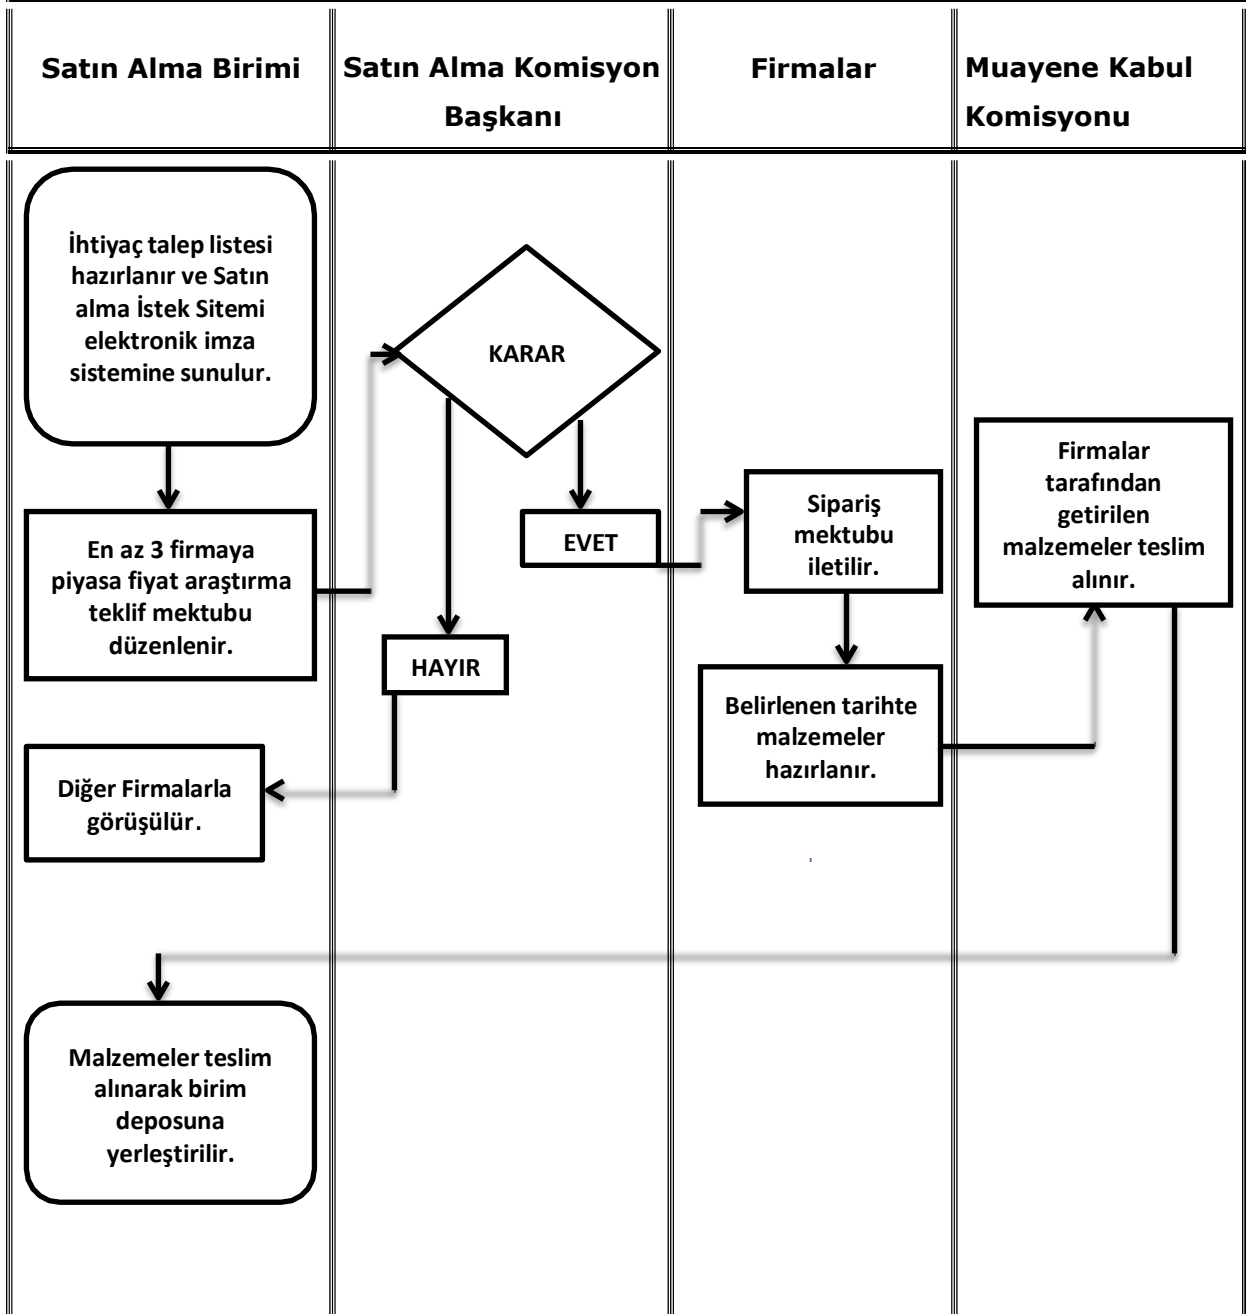 Satın Alma Birimi
Satın Alma Komisyon
Başkanı
Firmalar
Muayene Kabul
Komisyonu
İhtiyaç talep listesi
hazırlanır ve Satın
alma İstek Sitemi
elektronik imza
sistemine sunulur.
En az 3 firmaya
piyasa fiyat araştırma
teklif mektubu
düzenlenir.
KARAR
EVET
HAYIR
Diğer Firmalarla
görüşülür.
Sipariş
mektubu
iletilir.
Belirlenen tarihte
malzemeler
hazırlanır.
Firmalar
tarafından
getirilen
malzemeler teslim
alınır.
Malzemeler teslim
alınarak birim
deposuna
yerleştirilir.